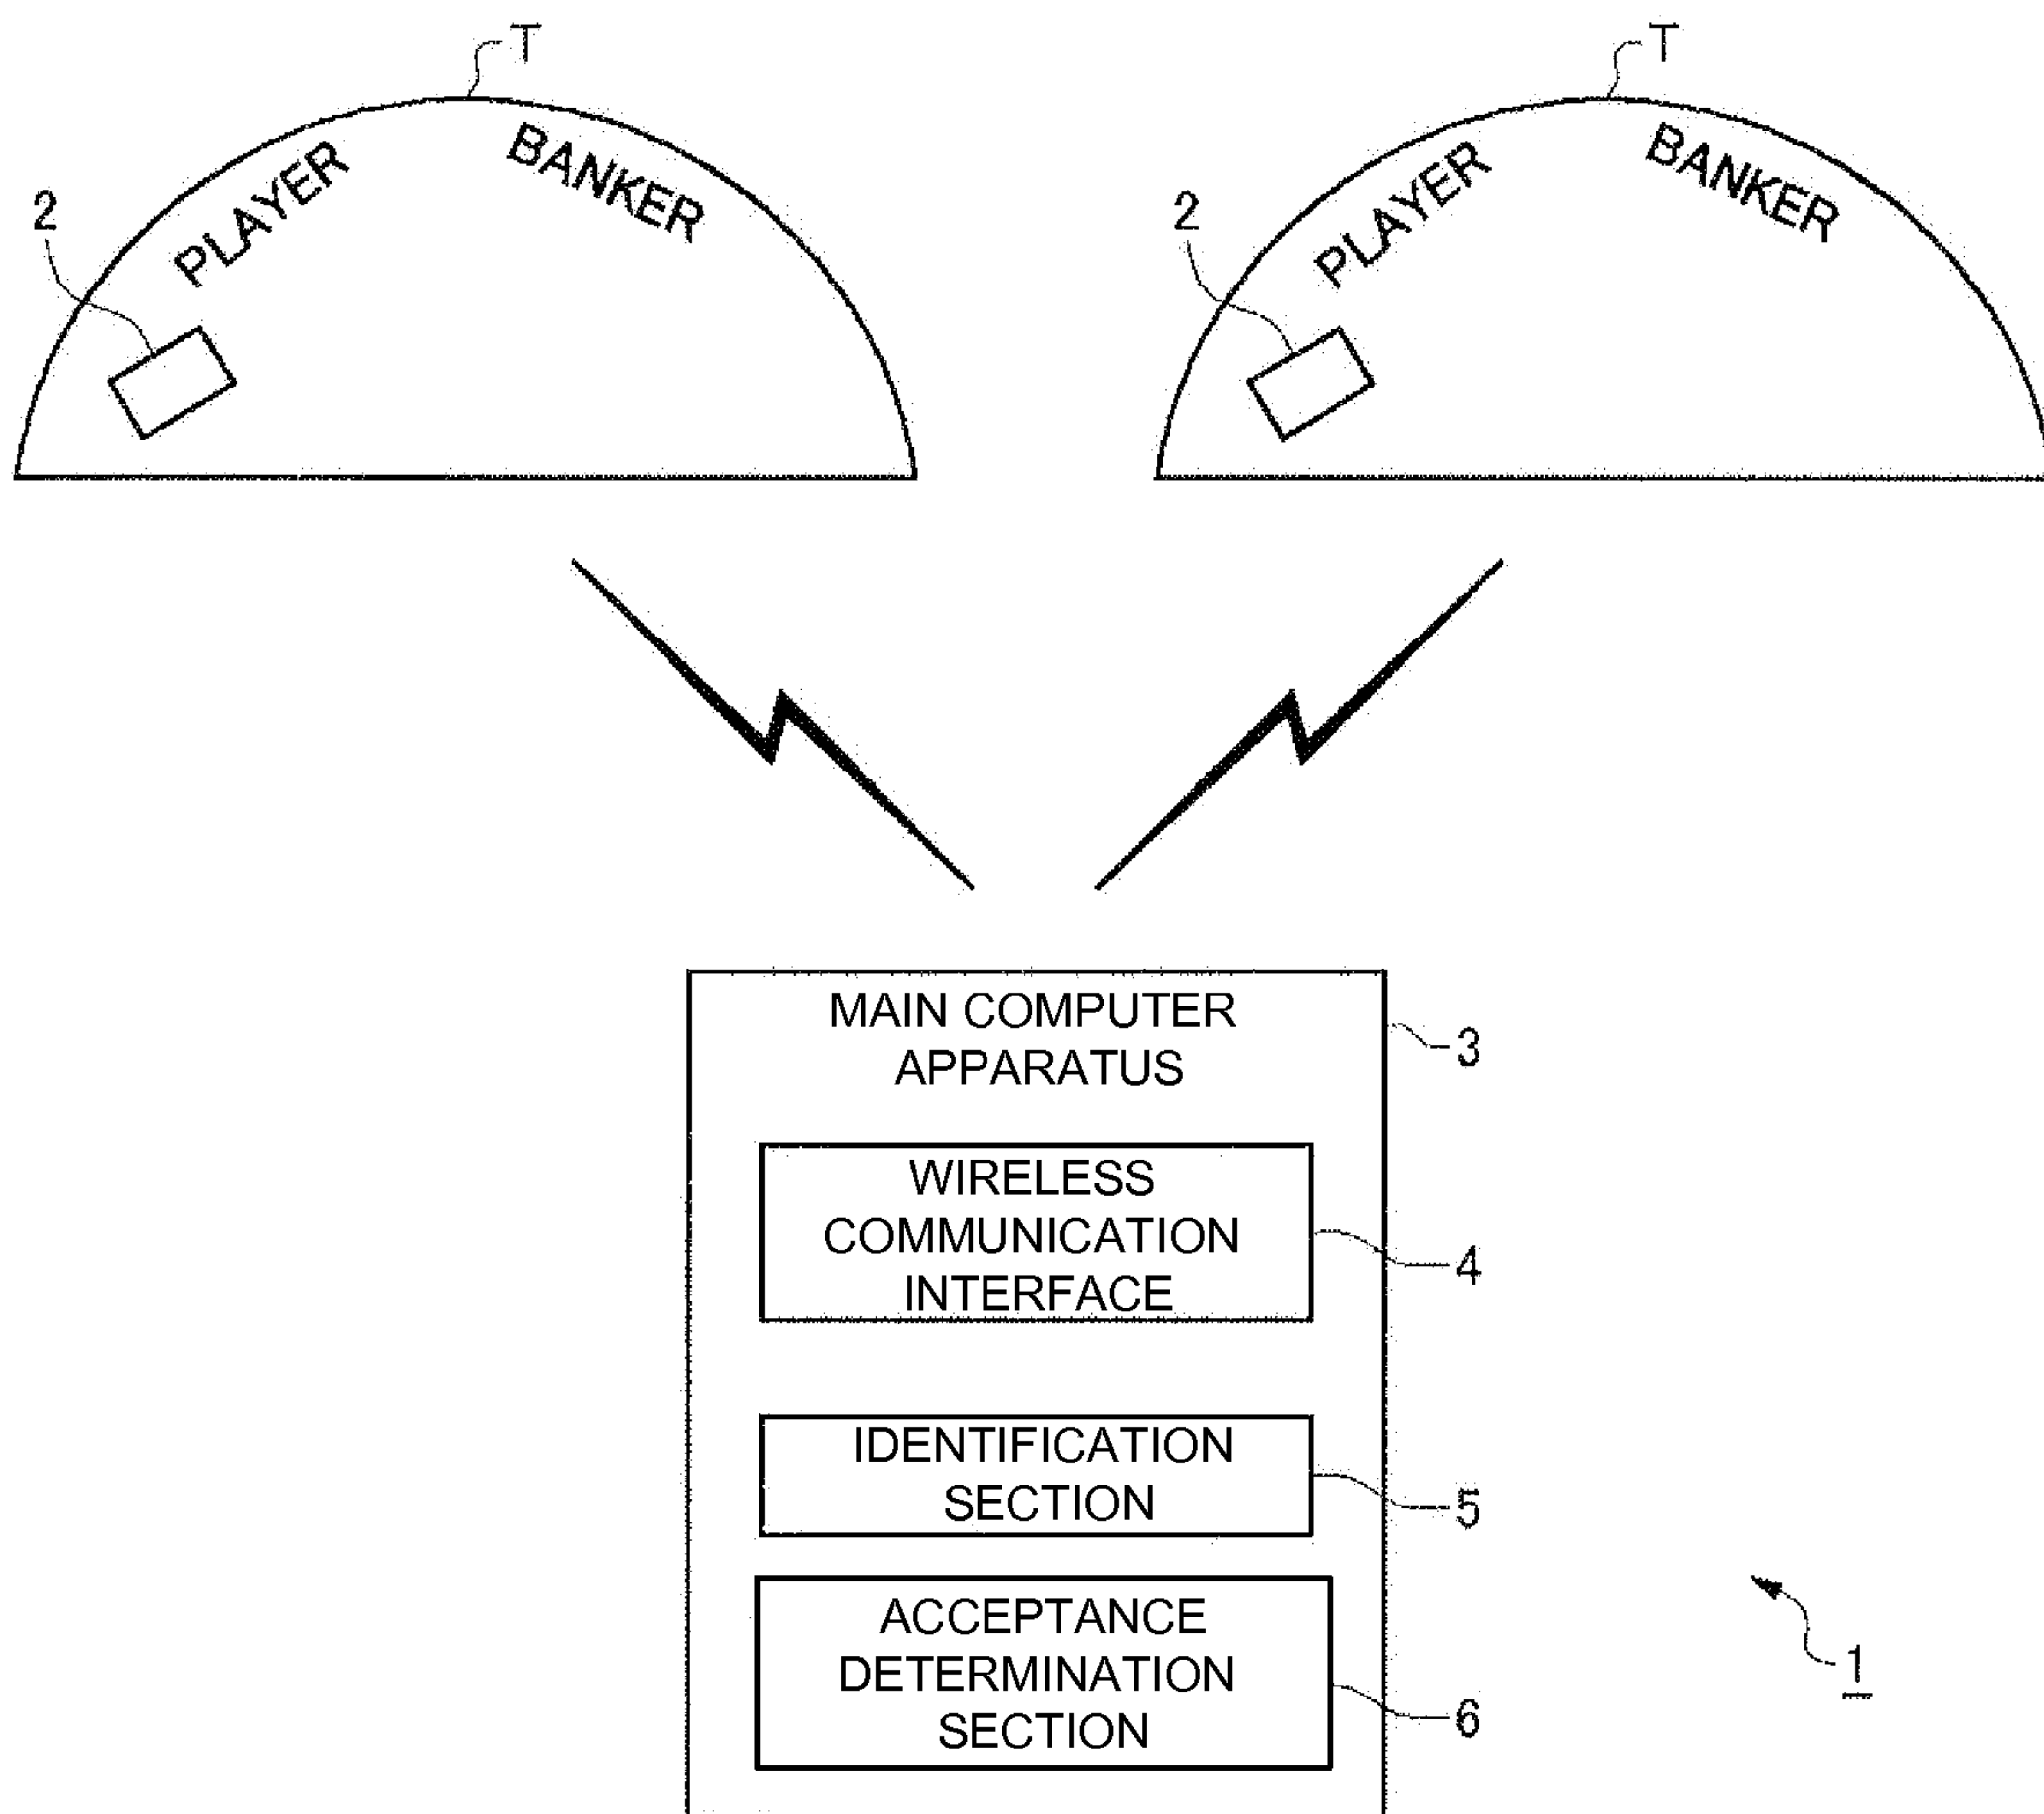 T
T
PLAYER
BANKER
PLAYER
BANKER
2
2
MAIN COMPUTER
APPARATUS
3
WIRELESS
COMMUNICATION
INTERFACE
4
IDENTIFICATION
SECTION
5
ACCEPTANCE
DETERMINATION
SECTION
6
1